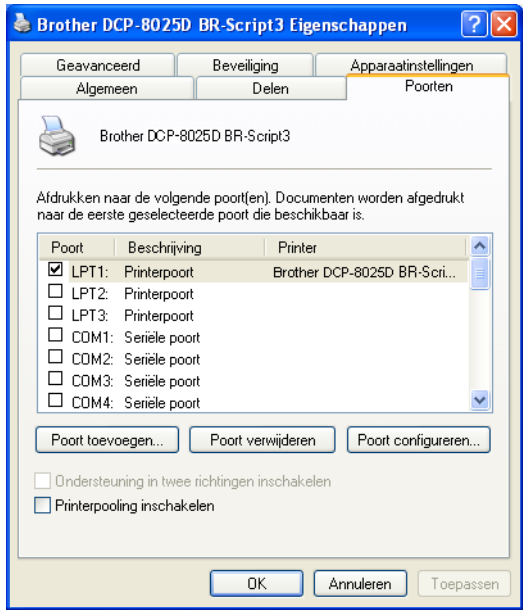 Brother DCP-8025D BR-Script3 Eigenschappen
Geavanceerd Beveiliging Apparaatinstellingen
Algemeen Delen Poorten
Brother DCP-8025D BR-Script3
Afdrukken naar de volgende poort(en). Documenten worden afgedrukt
naar de eerste geselecteerde poort die beschikbaar is.
Poort Beschrijving Printer
LPT1: Printerpoort Brother DCP-8025D BR-Scri...
LPT2: Printerpoort
LPT3: Printerpoort
COM1: Seriële poort
COM2: Seriële poort
COM3: Seriële poort
COM4: Seriële poort
Poort toevoegen... Poort verwijderen Poort configureren...
Ondersteuning in twee richtingen inschakelen
Printerpooling inschakelen
OK Annuleren Toepassen